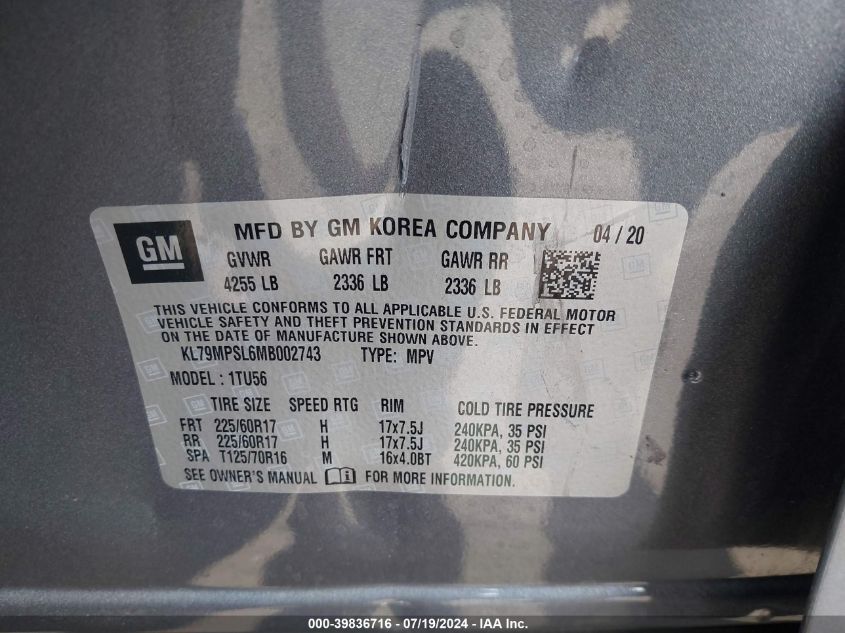 GM
MFD BY GM KOREA COMPANY 04 / 20
GVWR GAWR FRT GAWR RR
4255 LB 2336 LB 2336 LB
THIS VEHICLE CONFORMS TO ALL APPLICABLE U.S. FEDERAL MOTOR
VEHICLE SAFETY AND THEFT PREVENTION STANDARDS IN EFFECT
ON THE DATE OF MANUFACTURE SHOWN ABOVE.
KL79MPSL6MB002743 TYPE: MPV
MODEL : 1TU56
TIRE SIZE SPEED RTG RIM COLD TIRE PRESSURE
FRT 225/60R17 H 17x7.5J 240KPA, 35 PSI
RR 225/60R17 H 17x7.5J 240KPA, 35 PSI
SPA T125/70R16 M 16x4.0BT 420KPA, 60 PSI
SEE OWNER'S MANUAL FOR MORE INFORMATION.
000-39836716 - 07/19/2024 - IAA Inc.